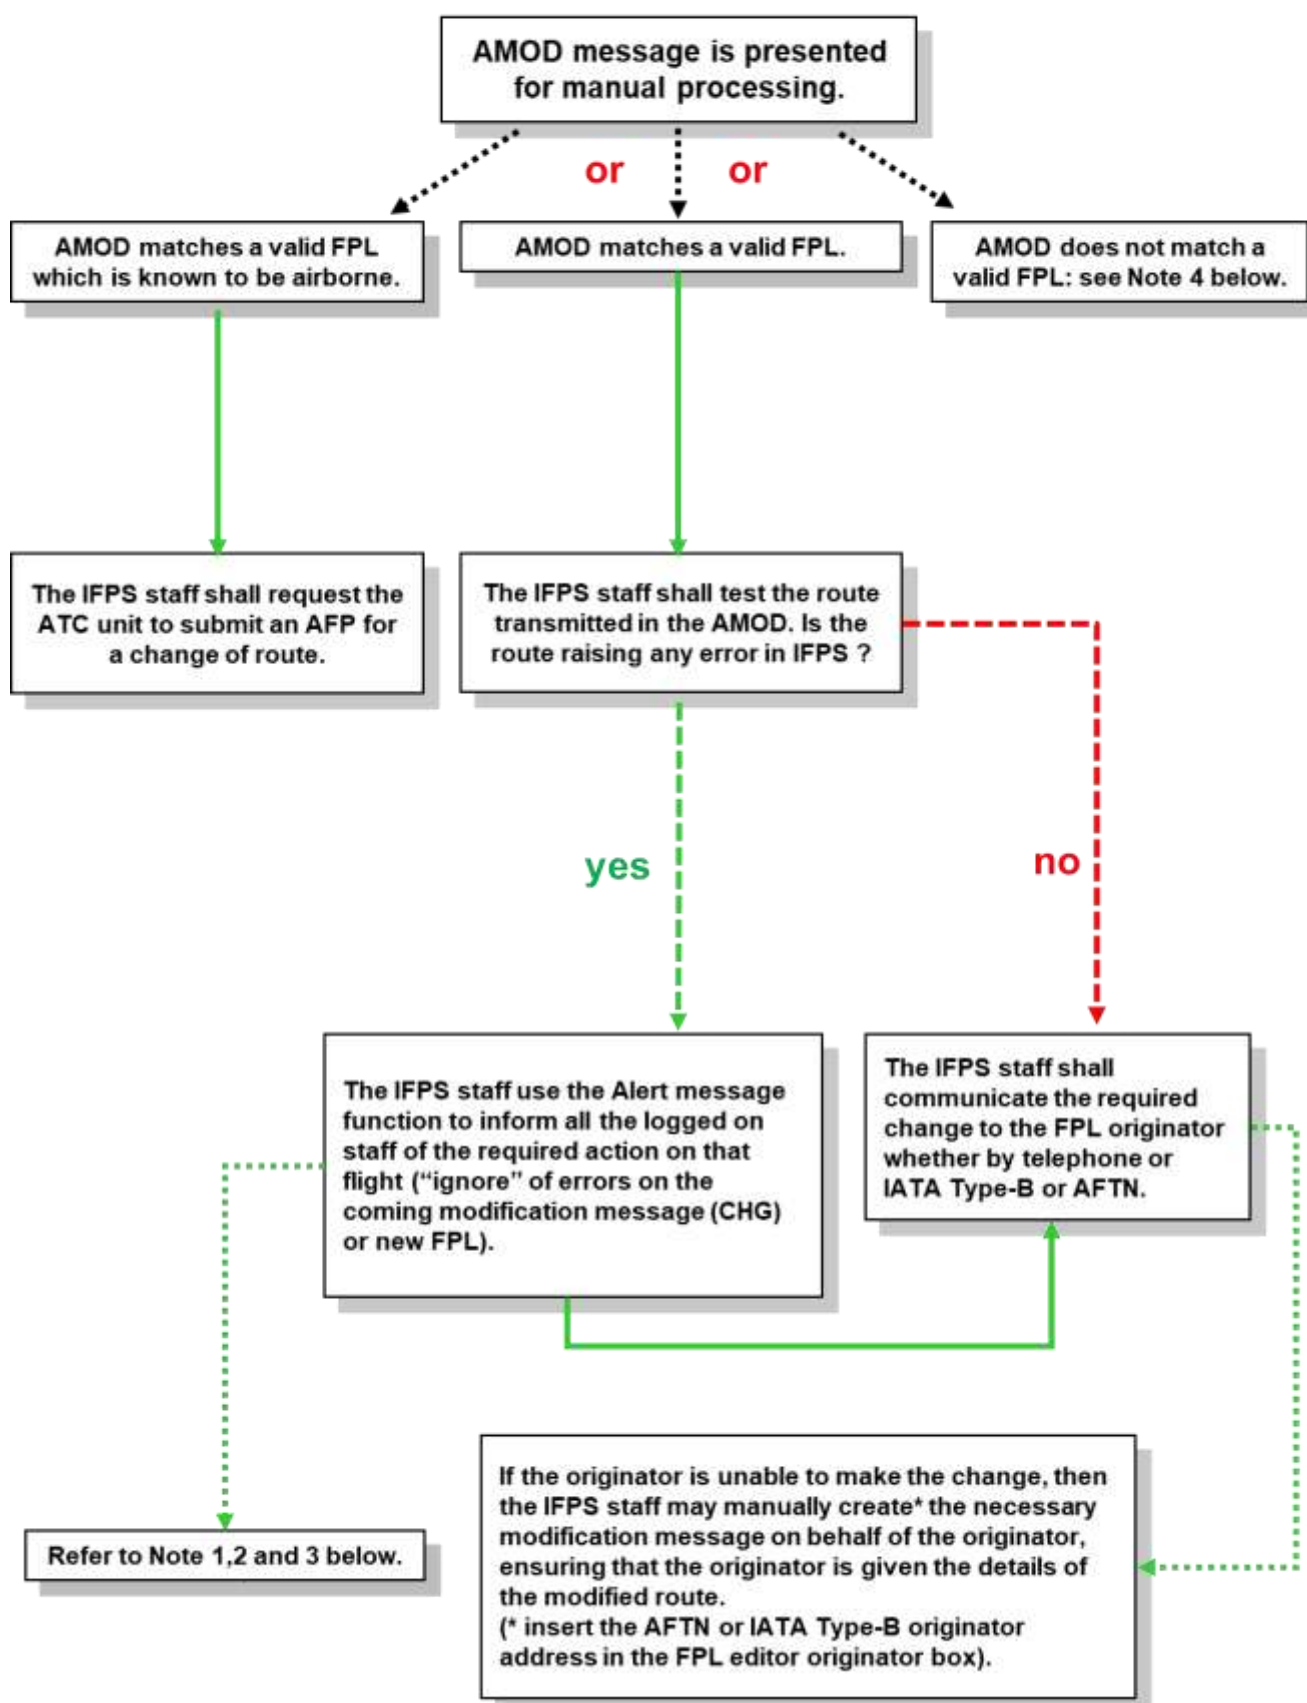 AMOD message is presented
for manual processing.
or
or
AMOD matches a valid FPL
which is known to be airborne.
AMOD matches a valid FPL.
AMOD does not match a
valid FPL: see Note 4 below.
The IFPS staff shall request the
ATC unit to submit an AFP for
a change of route.
The IFPS staff shall test the route
transmitted in the AMOD. Is the
route raising any error in IFPS ?
yes
no
The IFPS staff use the Alert message
function to inform all the logged on
staff of the required action on that
flight (“ignore” of errors on the
coming modification message (CHG)
or new FPL).
The IFPS staff shall
communicate the required
change to the FPL originator
whether by telephone or
IATA Type-B or AFTN.
If the originator is unable to make the change, then
the IFPS staff may manually create* the necessary
modification message on behalf of the originator,
ensuring that the originator is given the details of
the modified route.
(* insert the AFTN or IATA Type-B originator
address in the FPL editor originator box).
Refer to Note 1,2 and 3 below.